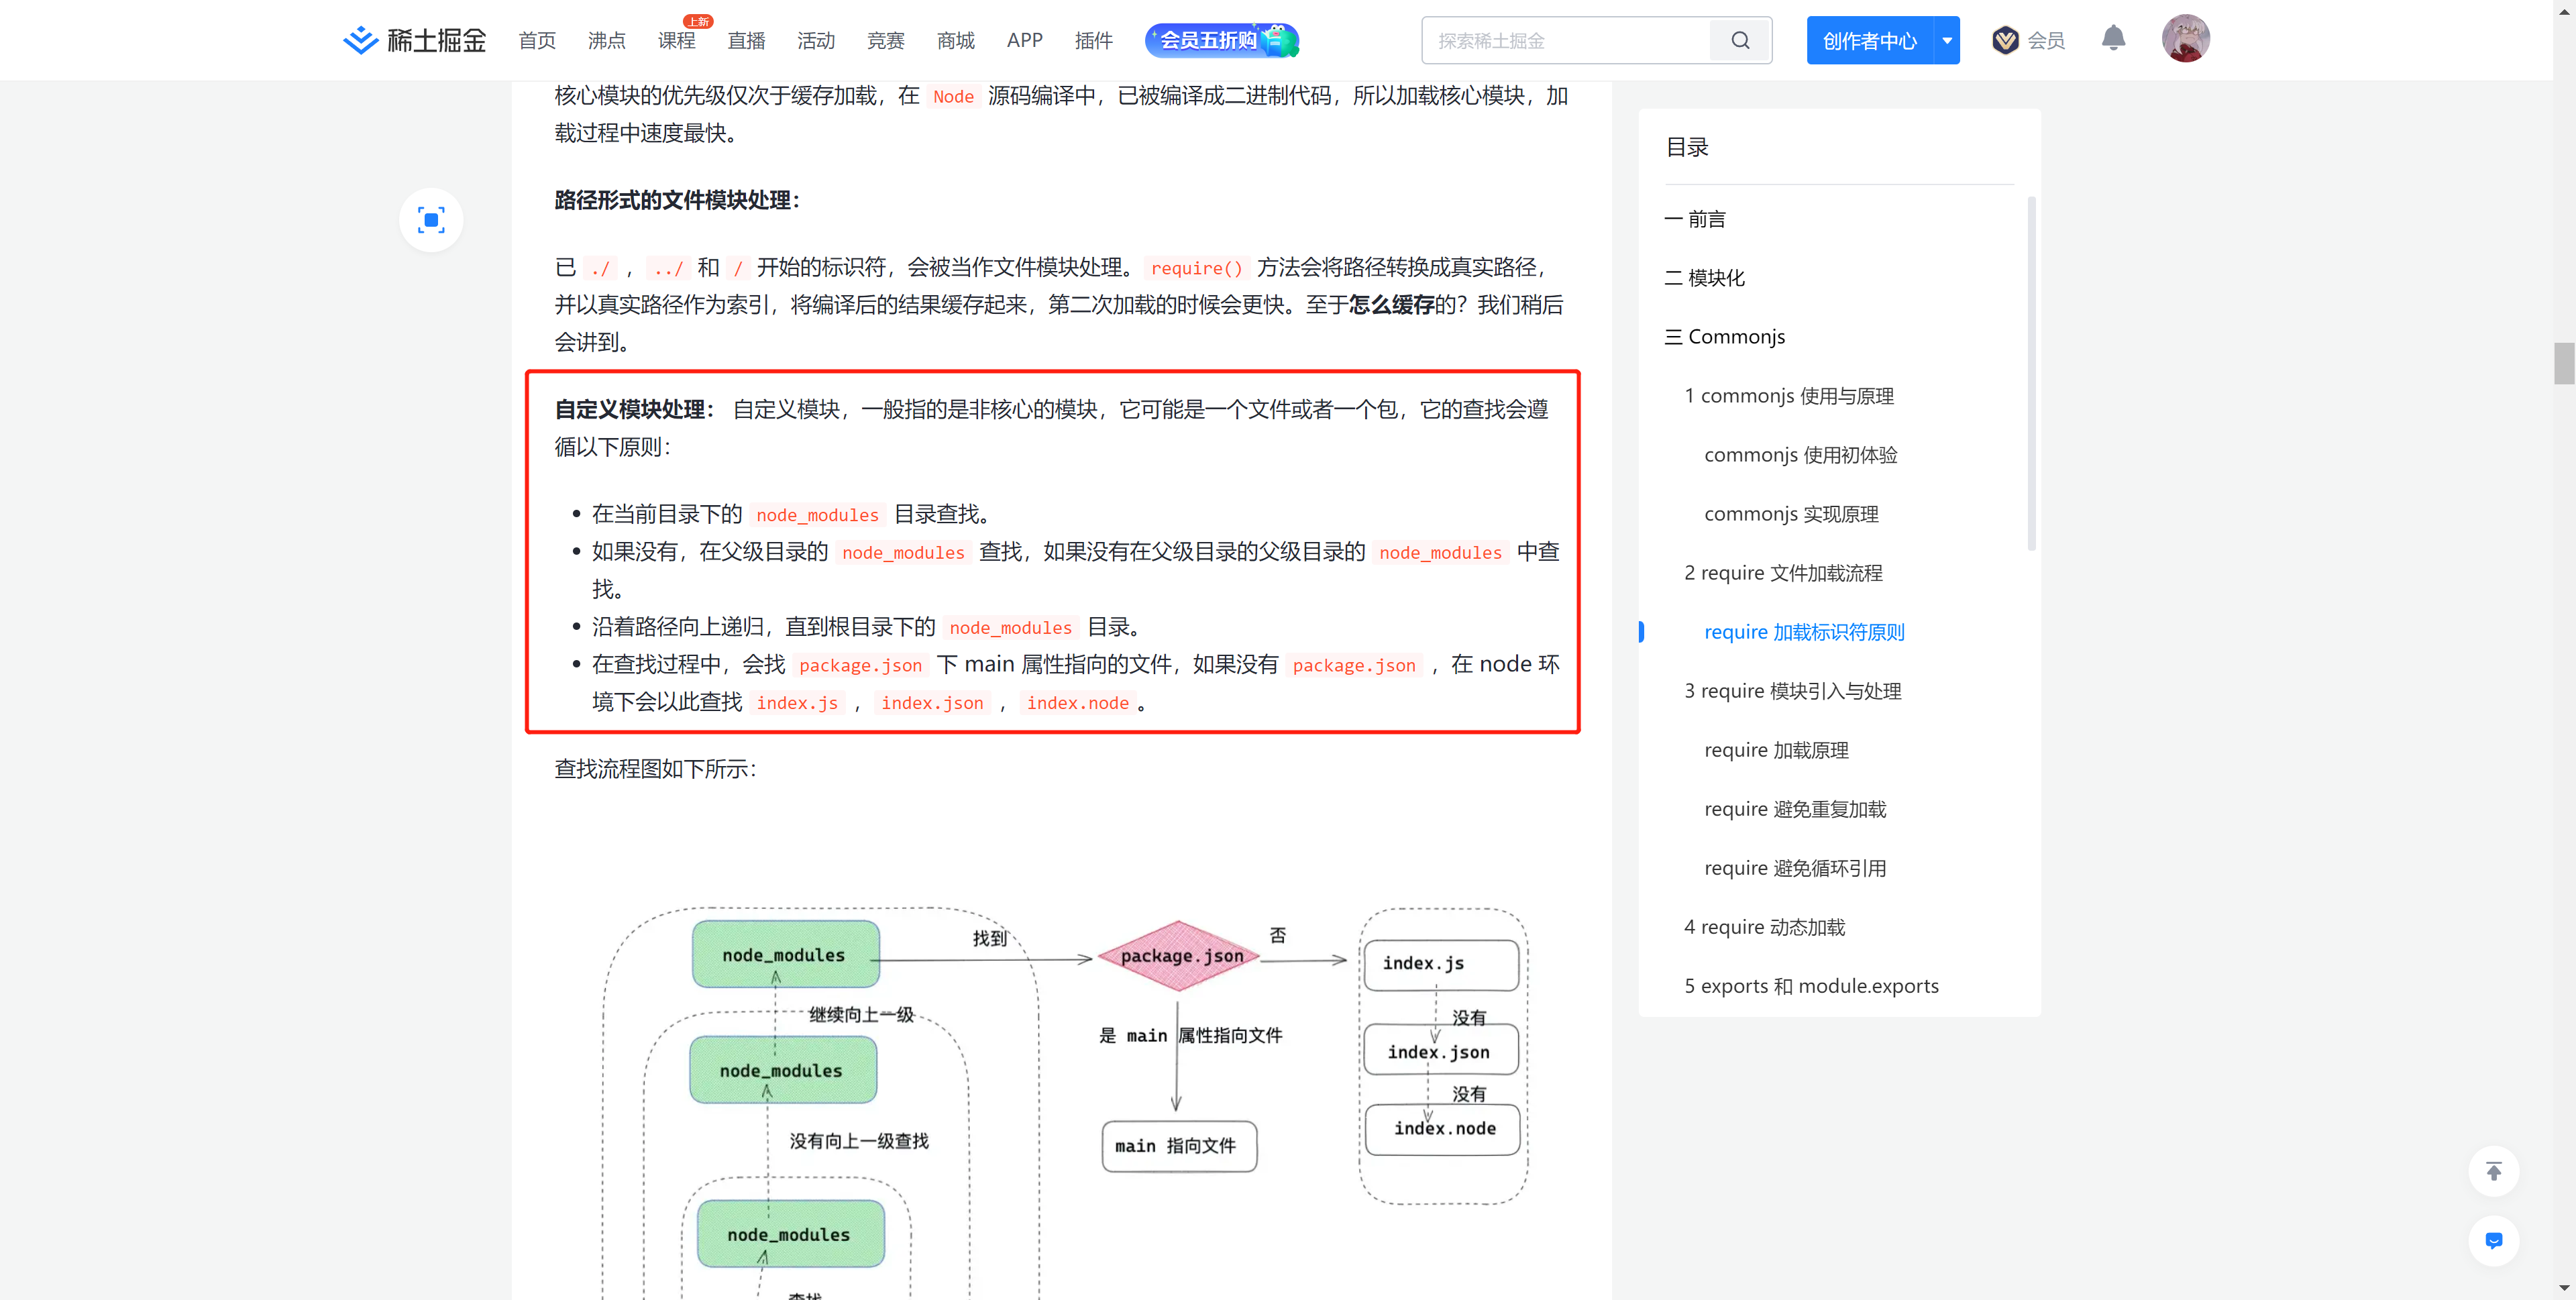 稀土掘金 首页 沸点 课程 上新 直播 活动 竞赛 商城 APP 插件 会员五折购 探索稀土掘金 创作者中心 会员
核心模块的优先级仅次于缓存加载，在 Node 源码编译中，已被编译成二进制代码，所以加载核心模块，加
载过程中速度最快。
路径形式的文件模块处理：
已 ./ ，../ 和 / 开始的标识符，会被当作文件模块处理。require() 方法会将路径转换成真实路径，
并以真实路径作为索引，将编译后的结果缓存起来，第二次加载的时候会更快。至于怎么缓存的？我们稍后
会讲到。
自定义模块处理： 自定义模块，一般指的是非核心的模块，它可能是一个文件或者一个包，它的查找会遵
循以下原则：
• 在当前目录下的 node_modules 目录查找。
• 如果没有，在父级目录的 node_modules 查找，如果没有在父级目录的父级目录的 node_modules 中查
找。
• 沿着路径向上递归，直到根目录下的 node_modules 目录。
• 在查找过程中，会找 package.json 下 main 属性指向的文件，如果没有 package.json ，在 node 环
境下会以此查找 index.js ，index.json ，index.node 。
查找流程图如下所示：
node_modules
找到
package.json
否
index.js
继续向上一级
没有
是 main 属性指向文件
index.json
node_modules
没有
index.node
没有向上一级查找
main 指向文件
node_modules
查找
目录
一 前言
二 模块化
三 Commonjs
1 commonjs 使用与原理
commonjs 使用初体验
commonjs 实现原理
2 require 文件加载流程
require 加载标识符原则
3 require 模块引入与处理
require 加载原理
require 避免重复加载
require 避免循环引用
4 require 动态加载
5 exports 和 module.exports